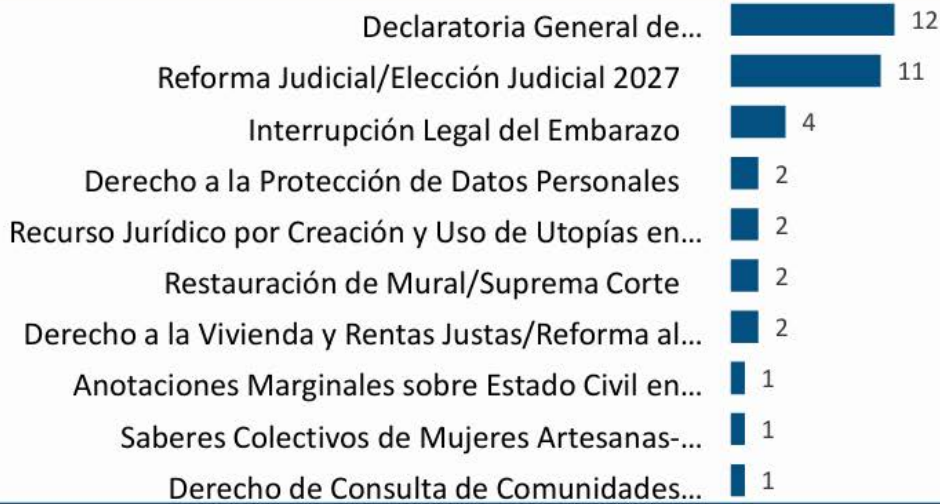 Declaratoria General de... 12
Reforma Judicial/Elección Judicial 2027 11
Interrupción Legal del Embarazo 4
Derecho a la Protección de Datos Personales 2
Recurso Jurídico por Creación y Uso de Utopías en... 2
Restauración de Mural/Suprema Corte 2
Derecho a la Vivienda y Rentas Justas/Reforma al... 2
Anotaciones Marginales sobre Estado Civil en... 1
Saberes Colectivos de Mujeres Artesanas-... 1
Derecho de Consulta de Comunidades... 1